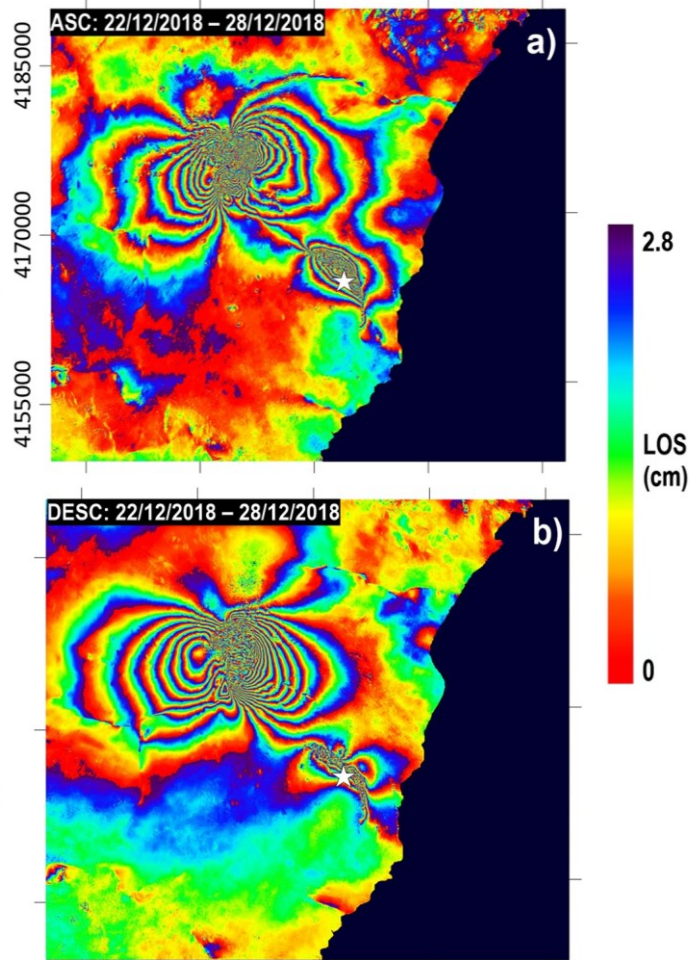 ASC: 22/12/2018 – 28/12/2018
a)
4185000
4170000
4155000
2.8
LOS
(cm)
0
DESC: 22/12/2018 – 28/12/2018
b)